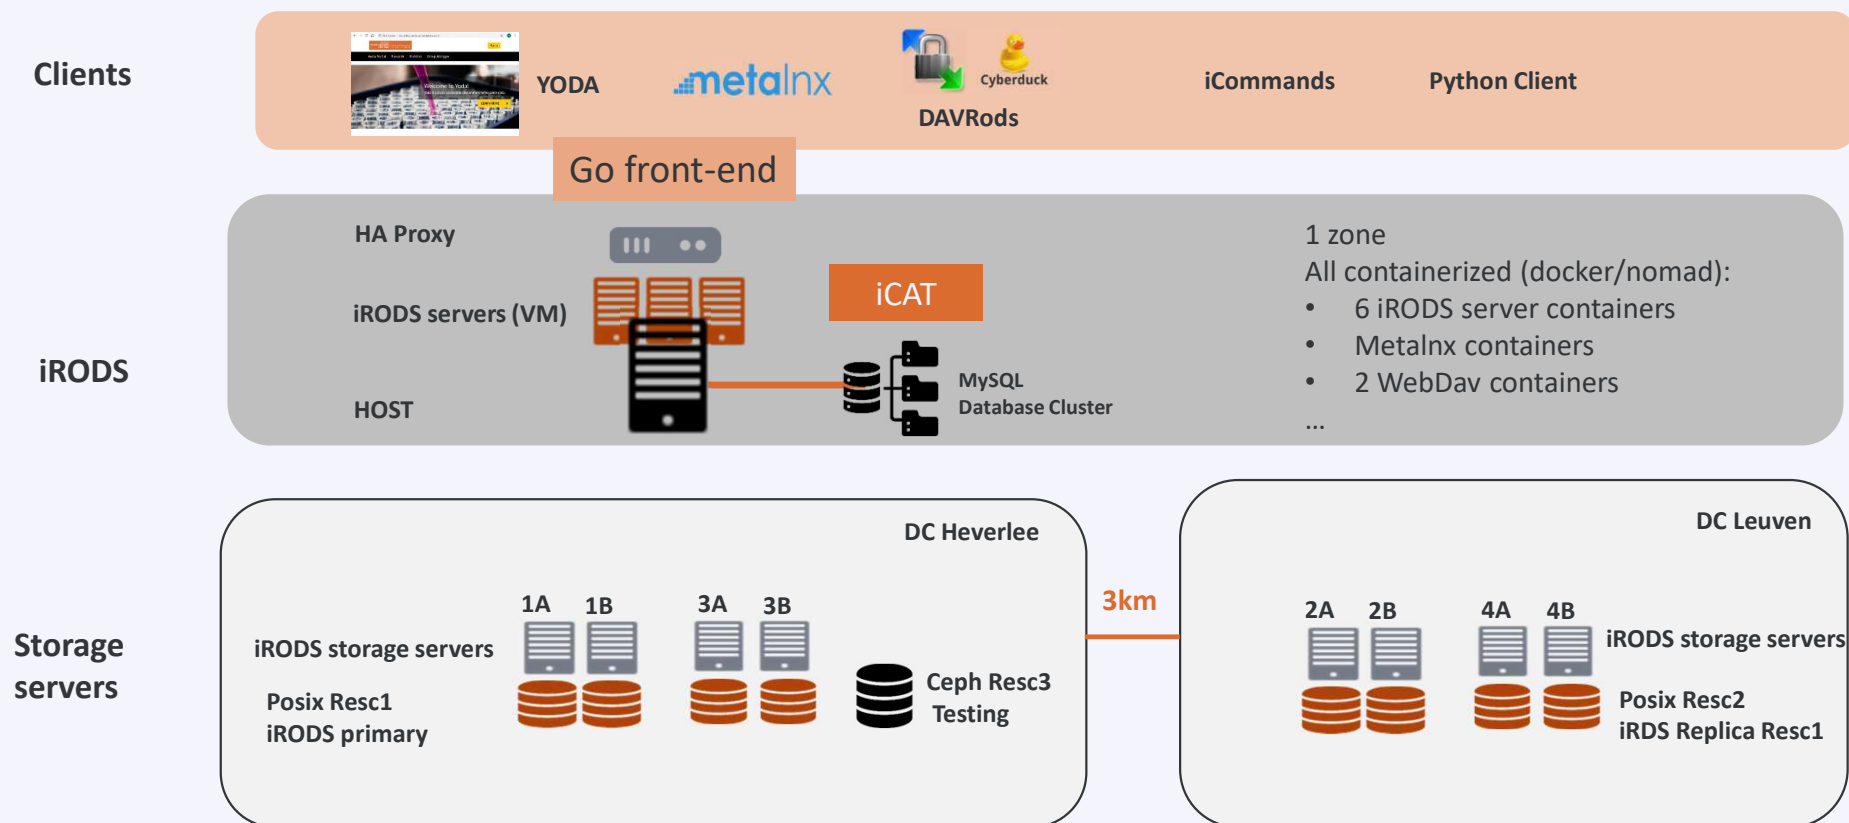 Clients
Welcome to Yoda!
YODA
metalnx
Cyberduck
DAVRods
iCommands
Python Client
Go front-end
iRODS
HA Proxy
iRODS servers (VM)
HOST
iCAT
MySQL
Database Cluster
1 zone
All containerized (docker/nomad):
• 6 iRODS server containers
• Metalnx containers
• 2 WebDav containers
...
Storage
servers
DC Heverlee
1A 1B 3A 3B
iRODS storage servers
Posix Resc1
iRODS primary
Ceph Resc3
Testing
3km
DC Leuven
2A 2B 4A 4B
iRODS storage servers
Posix Resc2
iRDS Replica Resc1